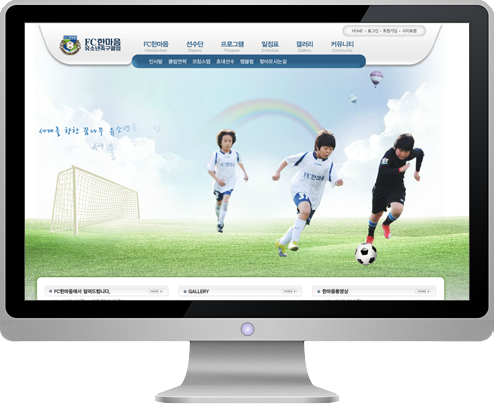 HOME • 로그인 • 회원가입 • 사이트맵
FC한마음
유소년축구클럽
FC한마음 선수단 프로그램 일정표 갤러리 커뮤니티
Introduction Players Program Schedule Gallery Community
인사말 클럽연혁 코칭스텝 초대선수 엠블림 찾아오시는길
세계를 향한 꿈나무 유소년
FC한마음
FC한마음에서 알려드립니다. MORE
GALLERY MORE
한마음동영상 MORE